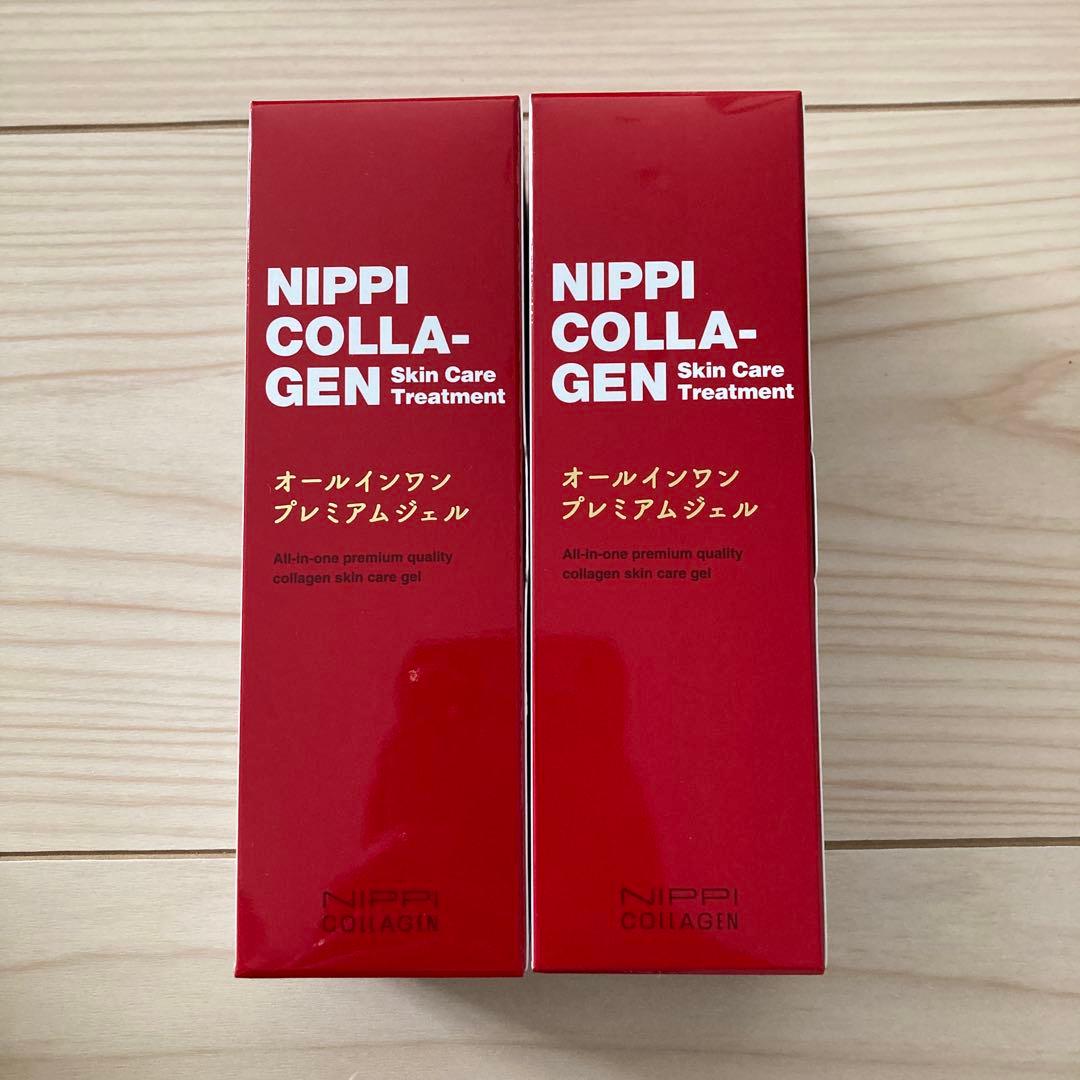 NIPPI
COLLA-
GEN Skin Care
Treatment
オールインワン
プレミアムジェル
All-in-one premium quality
collagen skin care gel
NIPPI
COLLAGEN
NIPPI
COLLA-
GEN Skin Care
Treatment
オールインワン
プレミアムジェル
All-in-one premium quality
collagen skin care gel
NIPPI
COLLAGEN